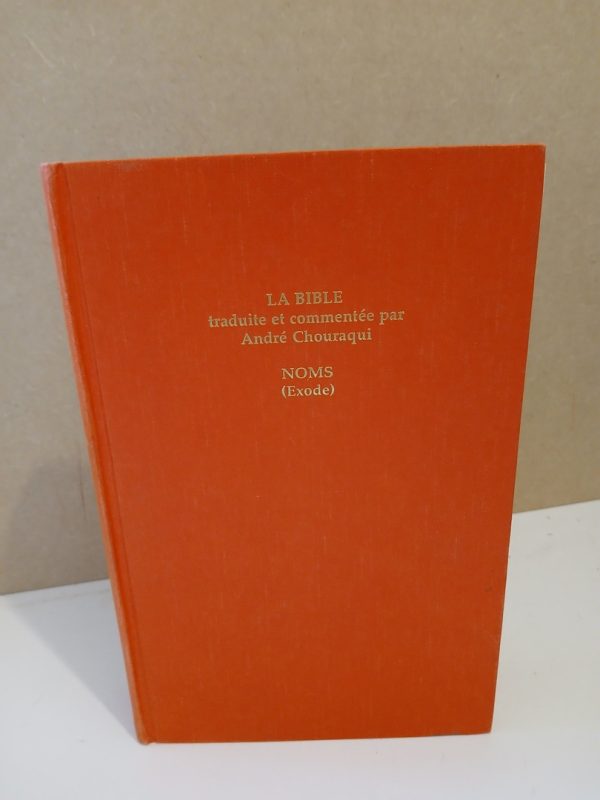 LA BIBLE
traduite et commentée par
André Chouraqui
NOMS
(Exode)